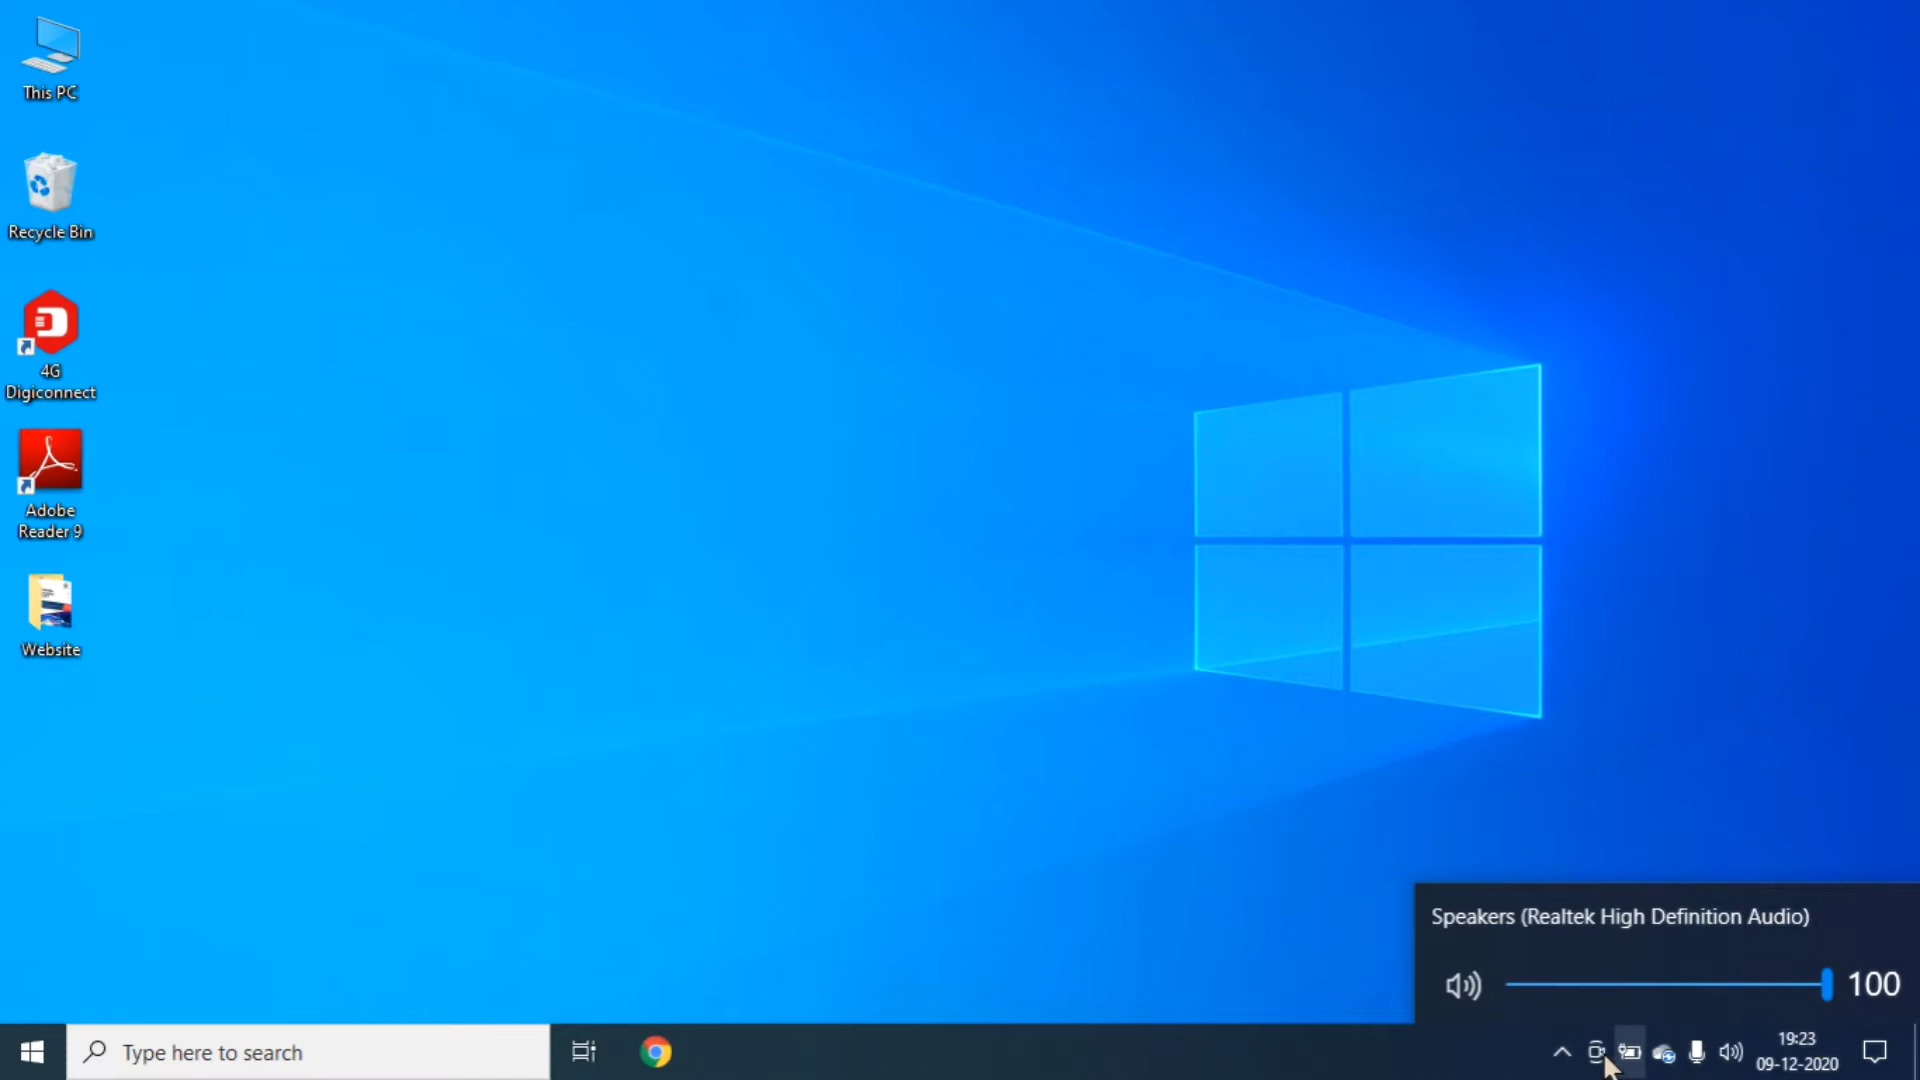 This PC
Recycle Bin
4G
Digiconnect
Adobe
Reader 9
Website
Speakers (Realtek High Definition Audio)
100
Type here to search
19:23
09-12-2020